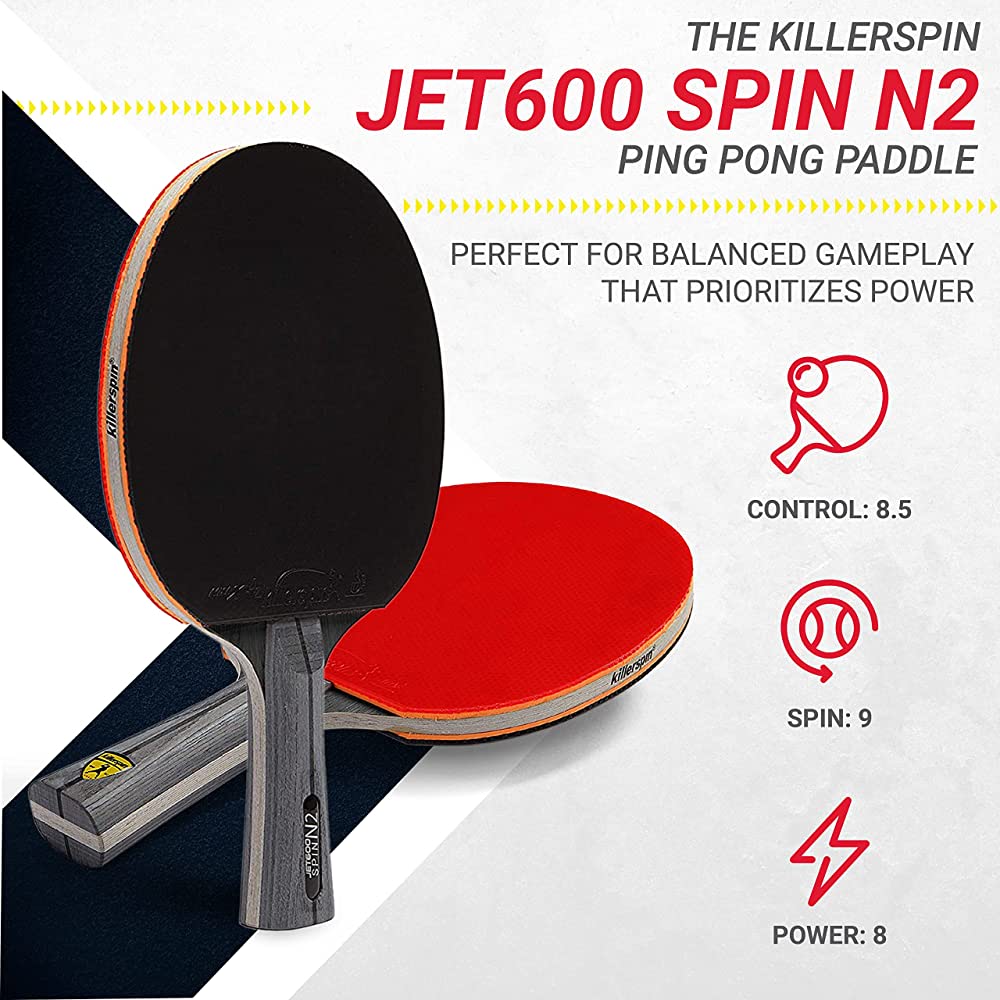 THE KILLERSPIN
JET600 SPIN N2
PING PONG PADDLE
PERFECT FOR BALANCED GAMEPLAY
THAT PRIORITIZES POWER
CONTROL: 8.5
SPIN: 9
POWER: 8
killerspin®
killerspin®
JET600
SPIN N2